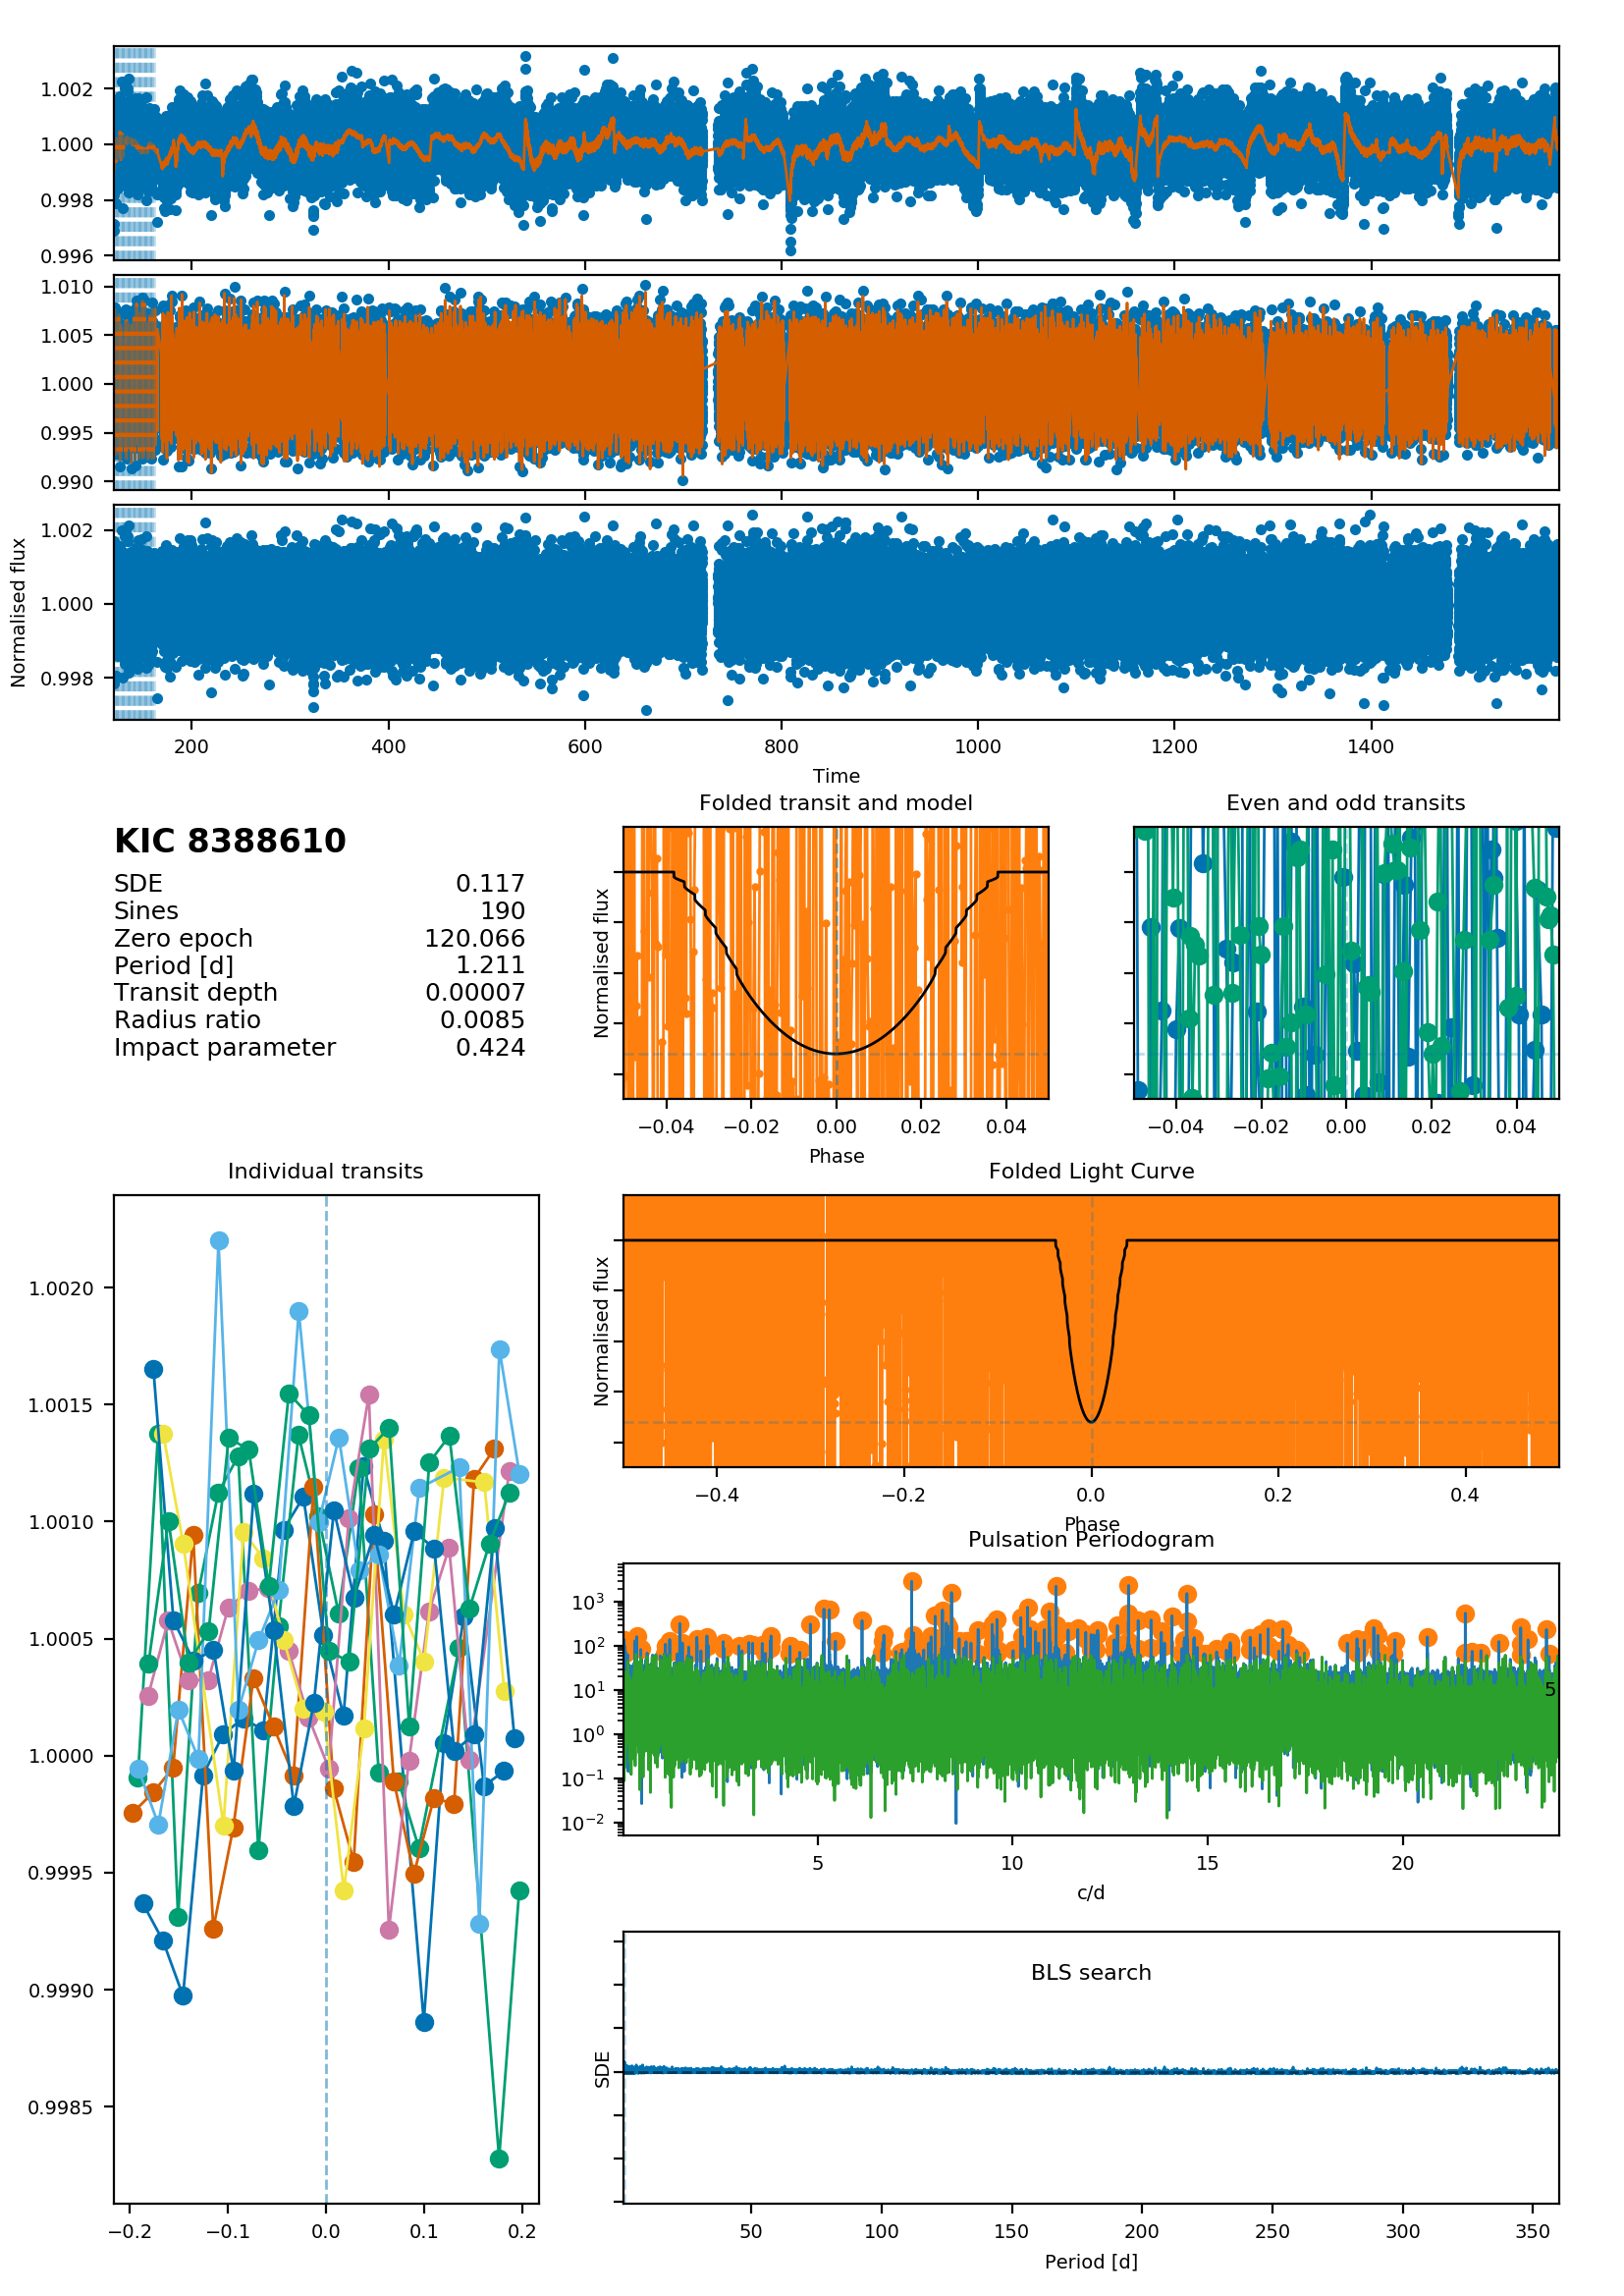 1.002
1.000
0.998
0.996
1.010
1.005
1.000
0.995
0.990
1.002
1.000
0.998
Normalised flux
200 400 600 800 1000 1200 1400
Time
KIC 8388610
SDE 0.117
Sines 190
Zero epoch 120.066
Period [d] 1.211
Transit depth 0.00007
Radius ratio 0.0085
Impact parameter 0.424
Folded transit and model
Normalised flux
−0.04 −0.02 0.00 0.02 0.04
Phase
Even and odd transits
−0.04 −0.02 0.00 0.02 0.04
Individual transits
1.0020
1.0015
1.0010
1.0005
1.0000
0.9995
0.9990
0.9985
−0.2 −0.1 0.0 0.1 0.2
Folded Light Curve
Normalised flux
−0.4 −0.2 0.0 0.2 0.4
Phase
Pulsation Periodogram
10³
10²
10¹
10⁰
10⁻¹
10⁻²
5
5 10 15 20
c/d
BLS search
SDE
50 100 150 200 250 300 350
Period [d]